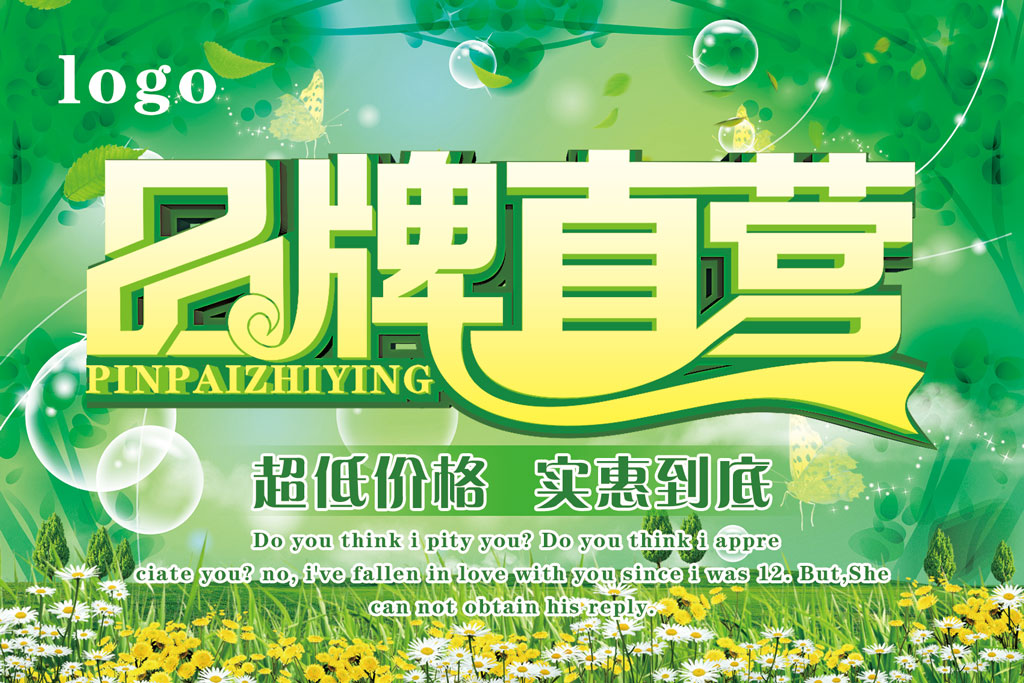 logo
品牌直营
PINPAIZHIYING
超低价格 实惠到底
Do you think i pity you? Do you think i appre
ciate you? no, i've fallen in love with you since i was 12. But,She
can not obtain his reply.